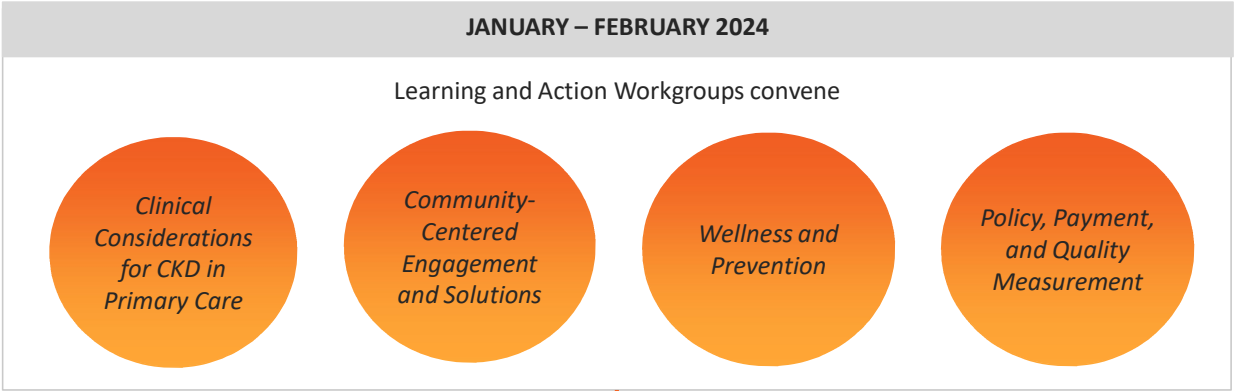 JANUARY – FEBRUARY 2024
Learning and Action Workgroups convene
Clinical
Considerations
for CKD in
Primary Care
Community-
Centered
Engagement
and Solutions
Wellness and
Prevention
Policy, Payment,
and Quality
Measurement